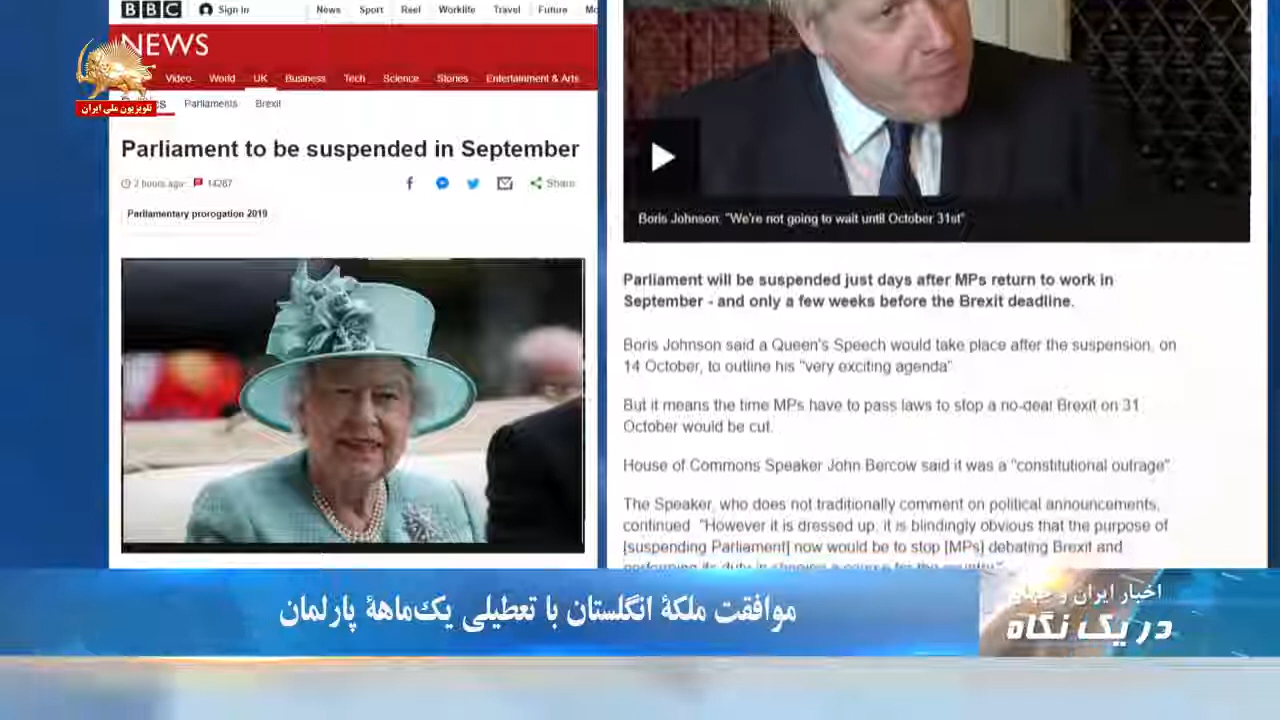 BBC Sign in News Sport Reel Worklife Travel Future
NEWS
Video World UK Business Tech Science Stories Entertainment & Arts
تلویزیون ملی ایران
Parliaments Brexit
Parliament to be suspended in September
2 hours ago 14267 Share
Parliamentary prorogation 2019
Boris Johnson: "We're not going to wait until October 31st"
Parliament will be suspended just days after MPs return to work in
September - and only a few weeks before the Brexit deadline.
Boris Johnson said a Queen's Speech would take place after the suspension, on
14 October, to outline his "very exciting agenda"
But it means the time MPs have to pass laws to stop a no-deal Brexit on 31
October would be cut.
House of Commons Speaker John Bercow said it was a "constitutional outrage"
The Speaker, who does not traditionally comment on political announcements,
continued "However it is dressed up, it is blindingly obvious that the purpose of
[suspending Parliament] now would be to stop [MPs] debating Brexit and
اخبار ایران و جهان
در یک نگاه
موافقت ملکهٔ انگلستان با تعطیلی یک‌ماههٔ پارلمان